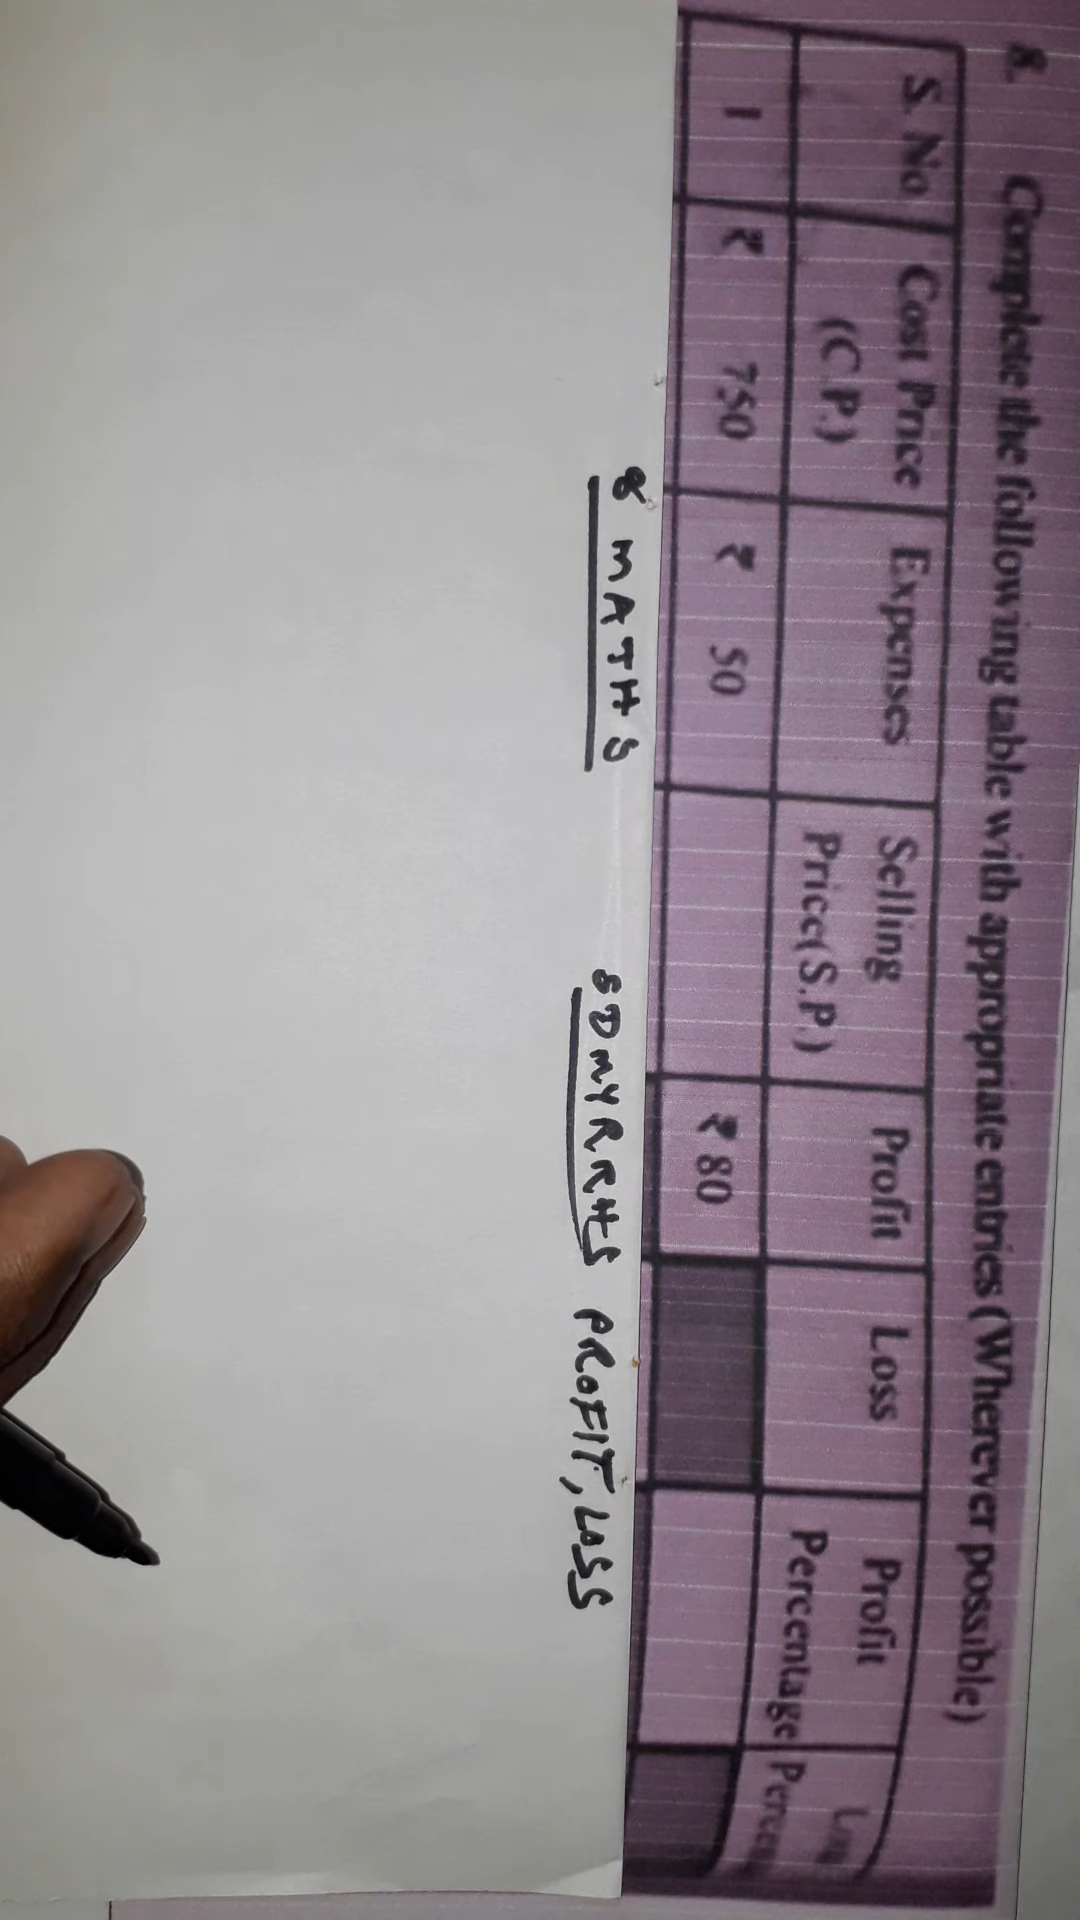 8. Complete the following table with appropriate entries (Wherever possible)
S. No Cost Price (C.P.) Expenses Selling Price(S.P.) Profit Loss Profit Percentage
1 ₹ 750 ₹ 50 ₹ 80
8 MATHS SDMYRRHS PROFIT, LOSS